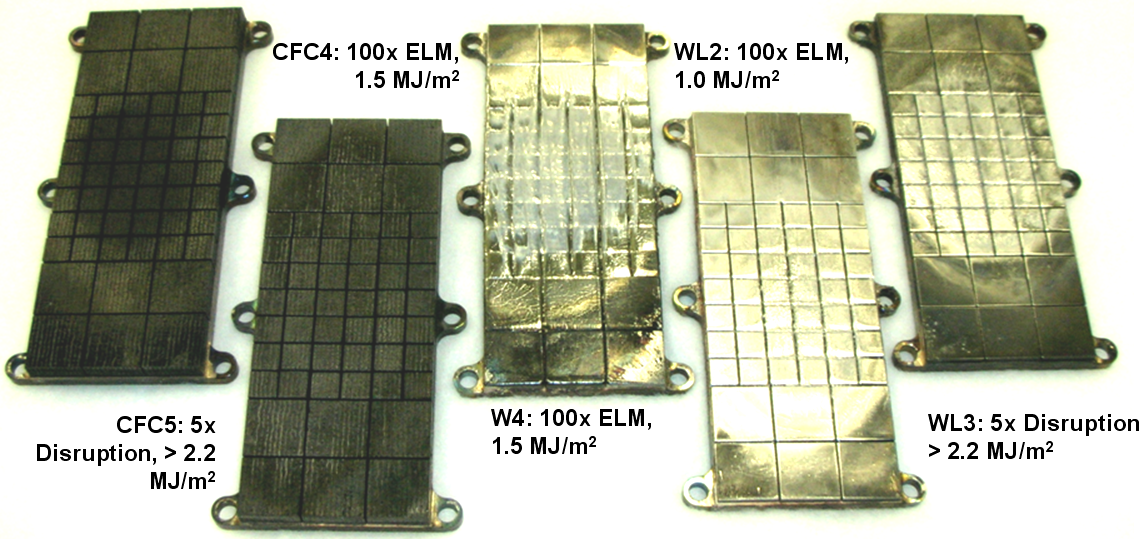 CFC4: 100x ELM,
1.5 MJ/m²
WL2: 100x ELM,
1.0 MJ/m²
CFC5: 5x
Disruption, > 2.2
MJ/m²
W4: 100x ELM,
1.5 MJ/m²
WL3: 5x Disruption
> 2.2 MJ/m²